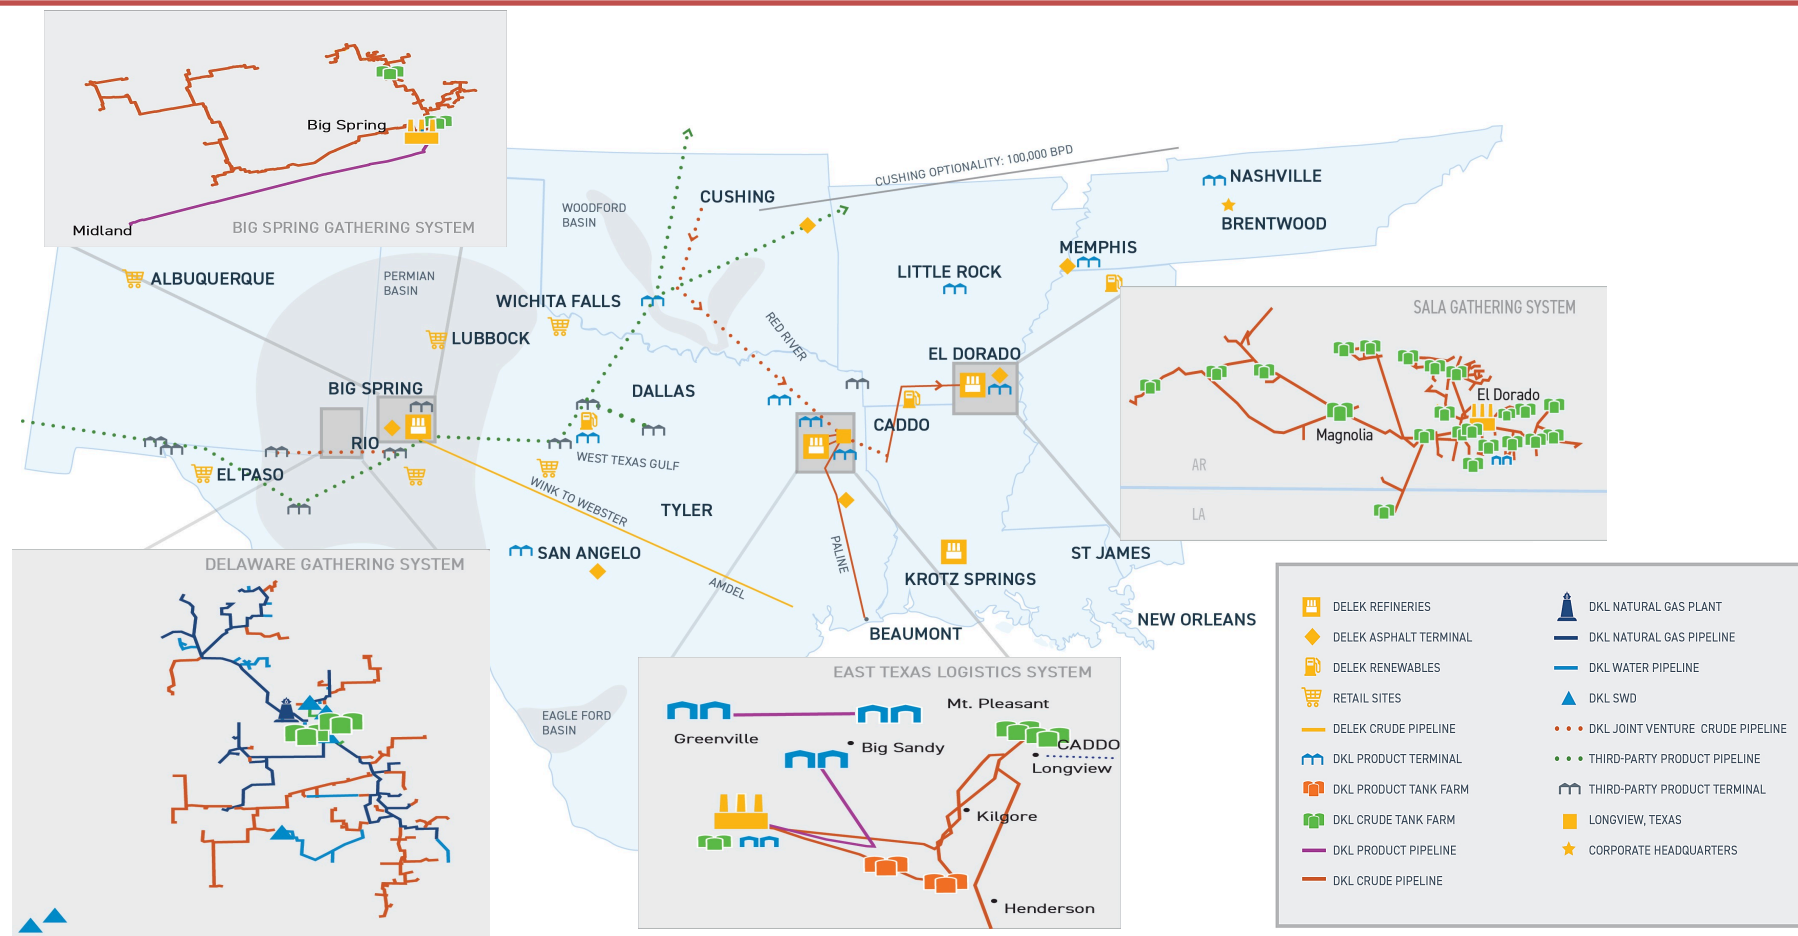 Big Spring
Midland
BIG SPRING GATHERING SYSTEM
CUSHING OPTIONALITY: 100,000 BPD
WOODFORD
BASIN
CUSHING
NASHVILLE
BRENTWOOD
MEMPHIS
ALBUQUERQUE
PERMIAN
BASIN
WICHITA FALLS
LITTLE ROCK
LUBBOCK
RED RIVER
EL DORADO
BIG SPRING
DALLAS
RIO
CADDO
EL PASO
WEST TEXAS GULF
WINK TO WEBSTER
TYLER
SAN ANGELO
AMDEL
PALINE
KROTZ SPRINGS
ST JAMES
BEAUMONT
NEW ORLEANS
EAGLE FORD
BASIN
SALA GATHERING SYSTEM
El Dorado
Magnolia
AR
LA
DELAWARE GATHERING SYSTEM
EAST TEXAS LOGISTICS SYSTEM
Mt. Pleasant
Greenville
Big Sandy
CADDO
Longview
Kilgore
Henderson
DELEK REFINERIES
DELEK ASPHALT TERMINAL
DELEK RENEWABLES
RETAIL SITES
DELEK CRUDE PIPELINE
DKL PRODUCT TERMINAL
DKL PRODUCT TANK FARM
DKL CRUDE TANK FARM
DKL PRODUCT PIPELINE
DKL CRUDE PIPELINE
DKL NATURAL GAS PLANT
DKL NATURAL GAS PIPELINE
DKL WATER PIPELINE
DKL SWD
DKL JOINT VENTURE CRUDE PIPELINE
THIRD-PARTY PRODUCT PIPELINE
THIRD-PARTY PRODUCT TERMINAL
LONGVIEW, TEXAS
CORPORATE HEADQUARTERS